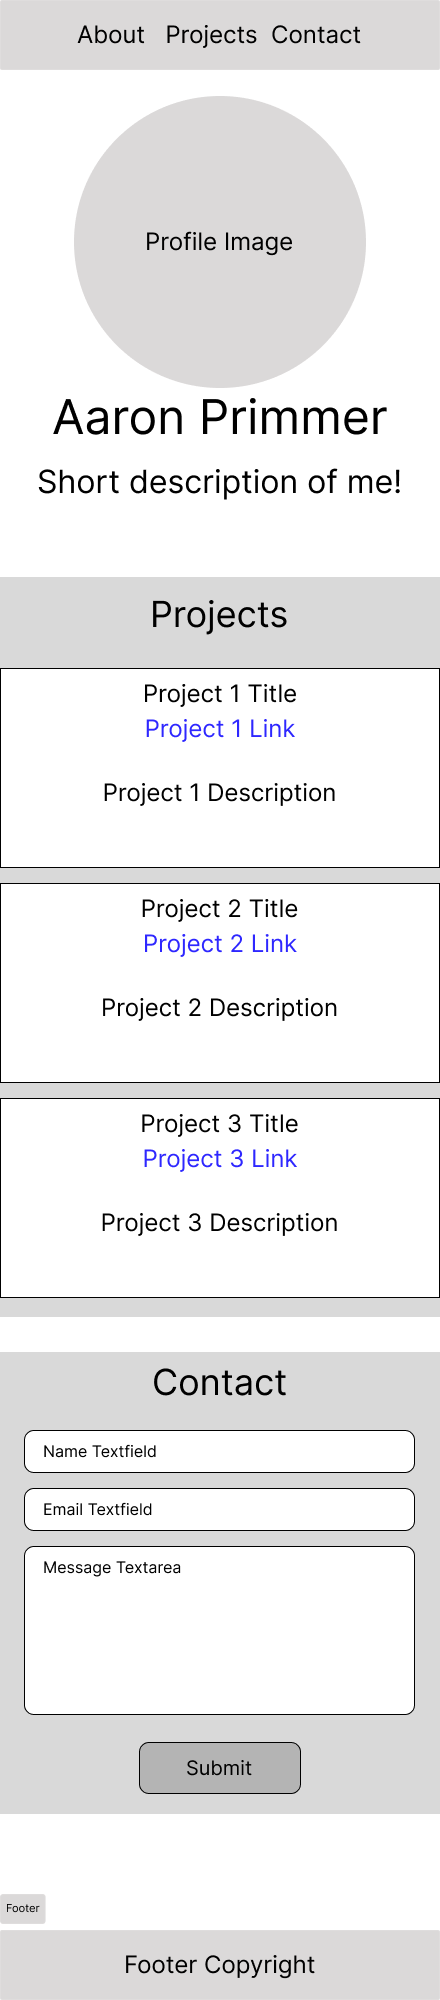 About Projects Contact
Profile Image
Aaron Primmer
Short description of me!
Projects
Project 1 Title
Project 1 Link
Project 1 Description
Project 2 Title
Project 2 Link
Project 2 Description
Project 3 Title
Project 3 Link
Project 3 Description
Contact
Name Textfield
Email Textfield
Message Textarea
Submit
Footer
Footer Copyright